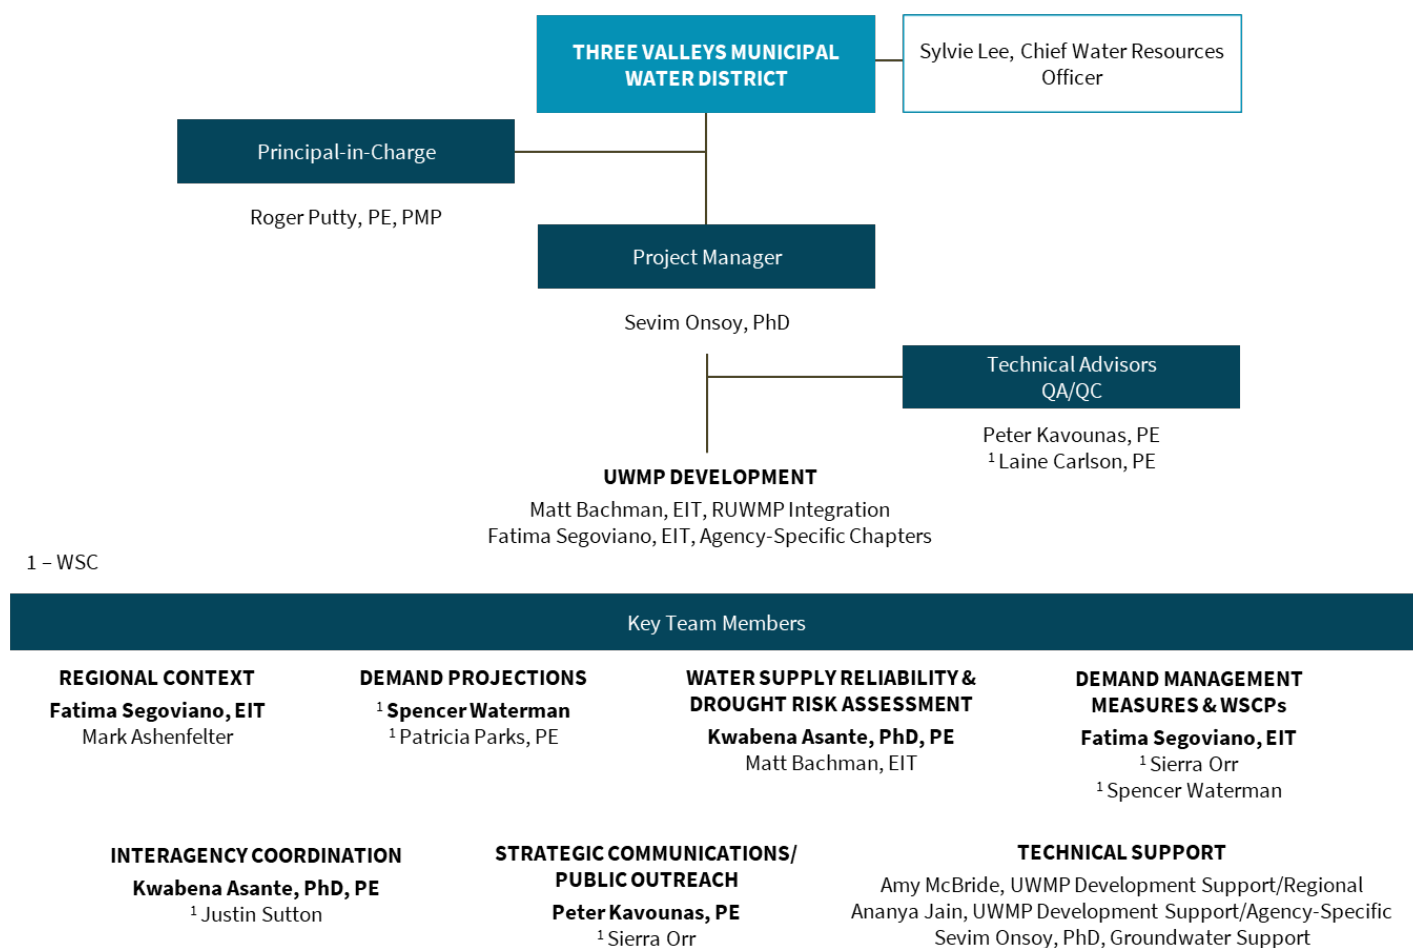 THREE VALLEYS MUNICIPAL
WATER DISTRICT
Sylvie Lee, Chief Water Resources
Officer
Principal-in-Charge
Roger Putty, PE, PMP
Project Manager
Sevim Onsoy, PhD
Technical Advisors
QA/QC
Peter Kavounas, PE
1 Laine Carlson, PE
UWMP DEVELOPMENT
Matt Bachman, EIT, RUWMP Integration
Fatima Segoviano, EIT, Agency-Specific Chapters
1 – WSC
Key Team Members
REGIONAL CONTEXT
Fatima Segoviano, EIT
Mark Ashenfelter
DEMAND PROJECTIONS
1 Spencer Waterman
1 Patricia Parks, PE
WATER SUPPLY RELIABILITY &
DROUGHT RISK ASSESSMENT
Kwabena Asante, PhD, PE
Matt Bachman, EIT
DEMAND MANAGEMENT
MEASURES & WSCPs
Fatima Segoviano, EIT
1 Sierra Orr
1 Spencer Waterman
INTERAGENCY COORDINATION
Kwabena Asante, PhD, PE
1 Justin Sutton
STRATEGIC COMMUNICATIONS/
PUBLIC OUTREACH
Peter Kavounas, PE
1 Sierra Orr
TECHNICAL SUPPORT
Amy McBride, UWMP Development Support/Regional
Ananya Jain, UWMP Development Support/Agency-Specific
Sevim Onsoy, PhD, Groundwater Support